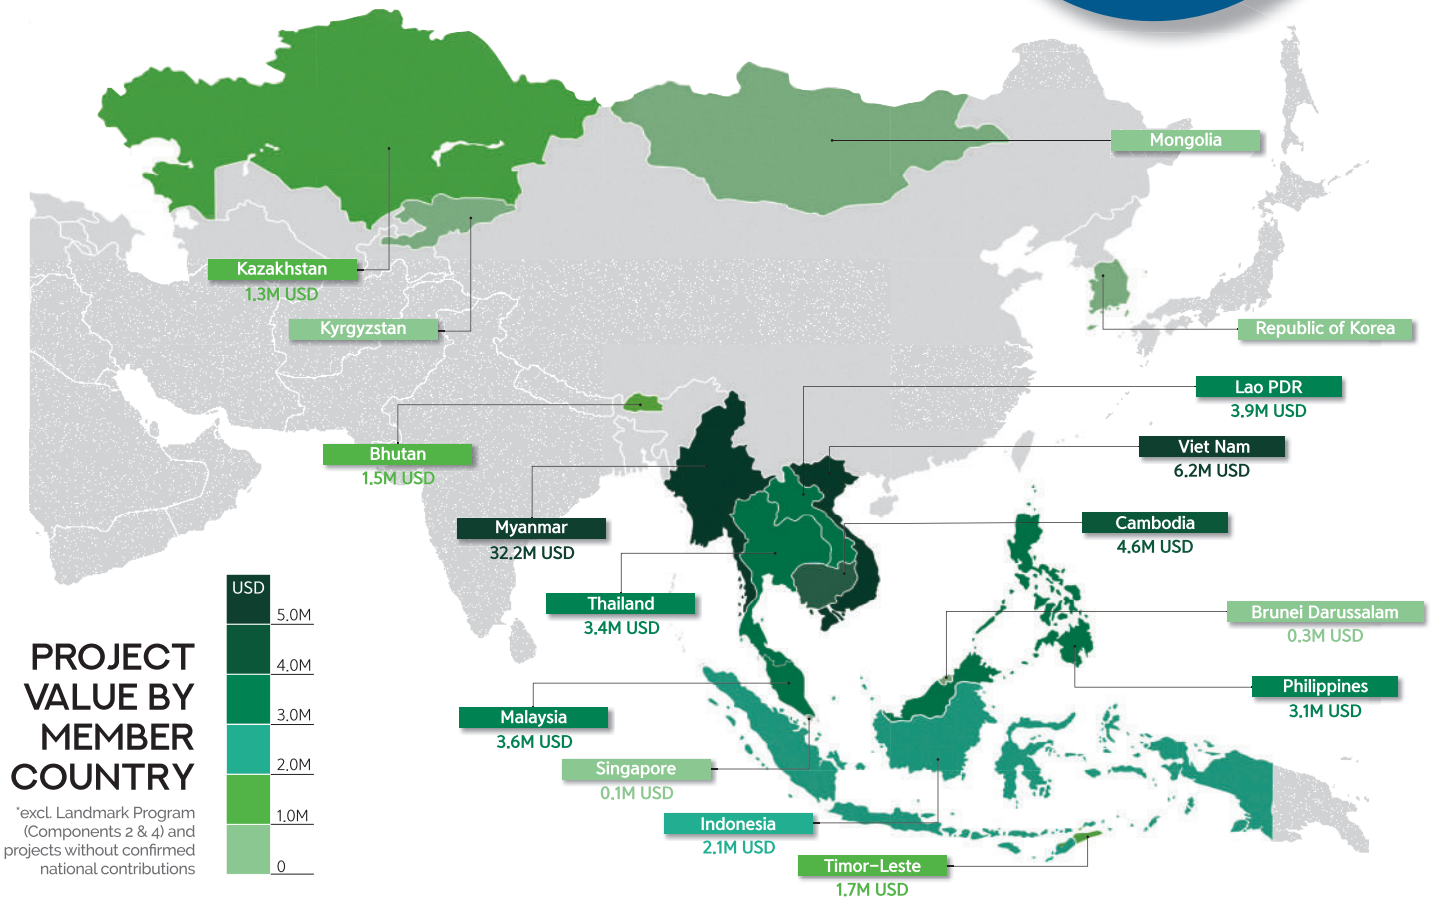 Mongolia
Kazakhstan
1.3M USD
Kyrgyzstan
Republic of Korea
Lao PDR
3.9M USD
Bhutan
1.5M USD
Viet Nam
6.2M USD
Myanmar
32.2M USD
Cambodia
4.6M USD
Thailand
3.4M USD
Brunei Darussalam
0.3M USD
Philippines
3.1M USD
Malaysia
3.6M USD
Singapore
0.1M USD
Indonesia
2.1M USD
Timor-Leste
1.7M USD
USD
5.0M
4.0M
3.0M
2.0M
1.0M
0
PROJECT
VALUE BY
MEMBER
COUNTRY
*excl. Landmark Program
(Components 2 & 4) and
projects without confirmed
national contributions